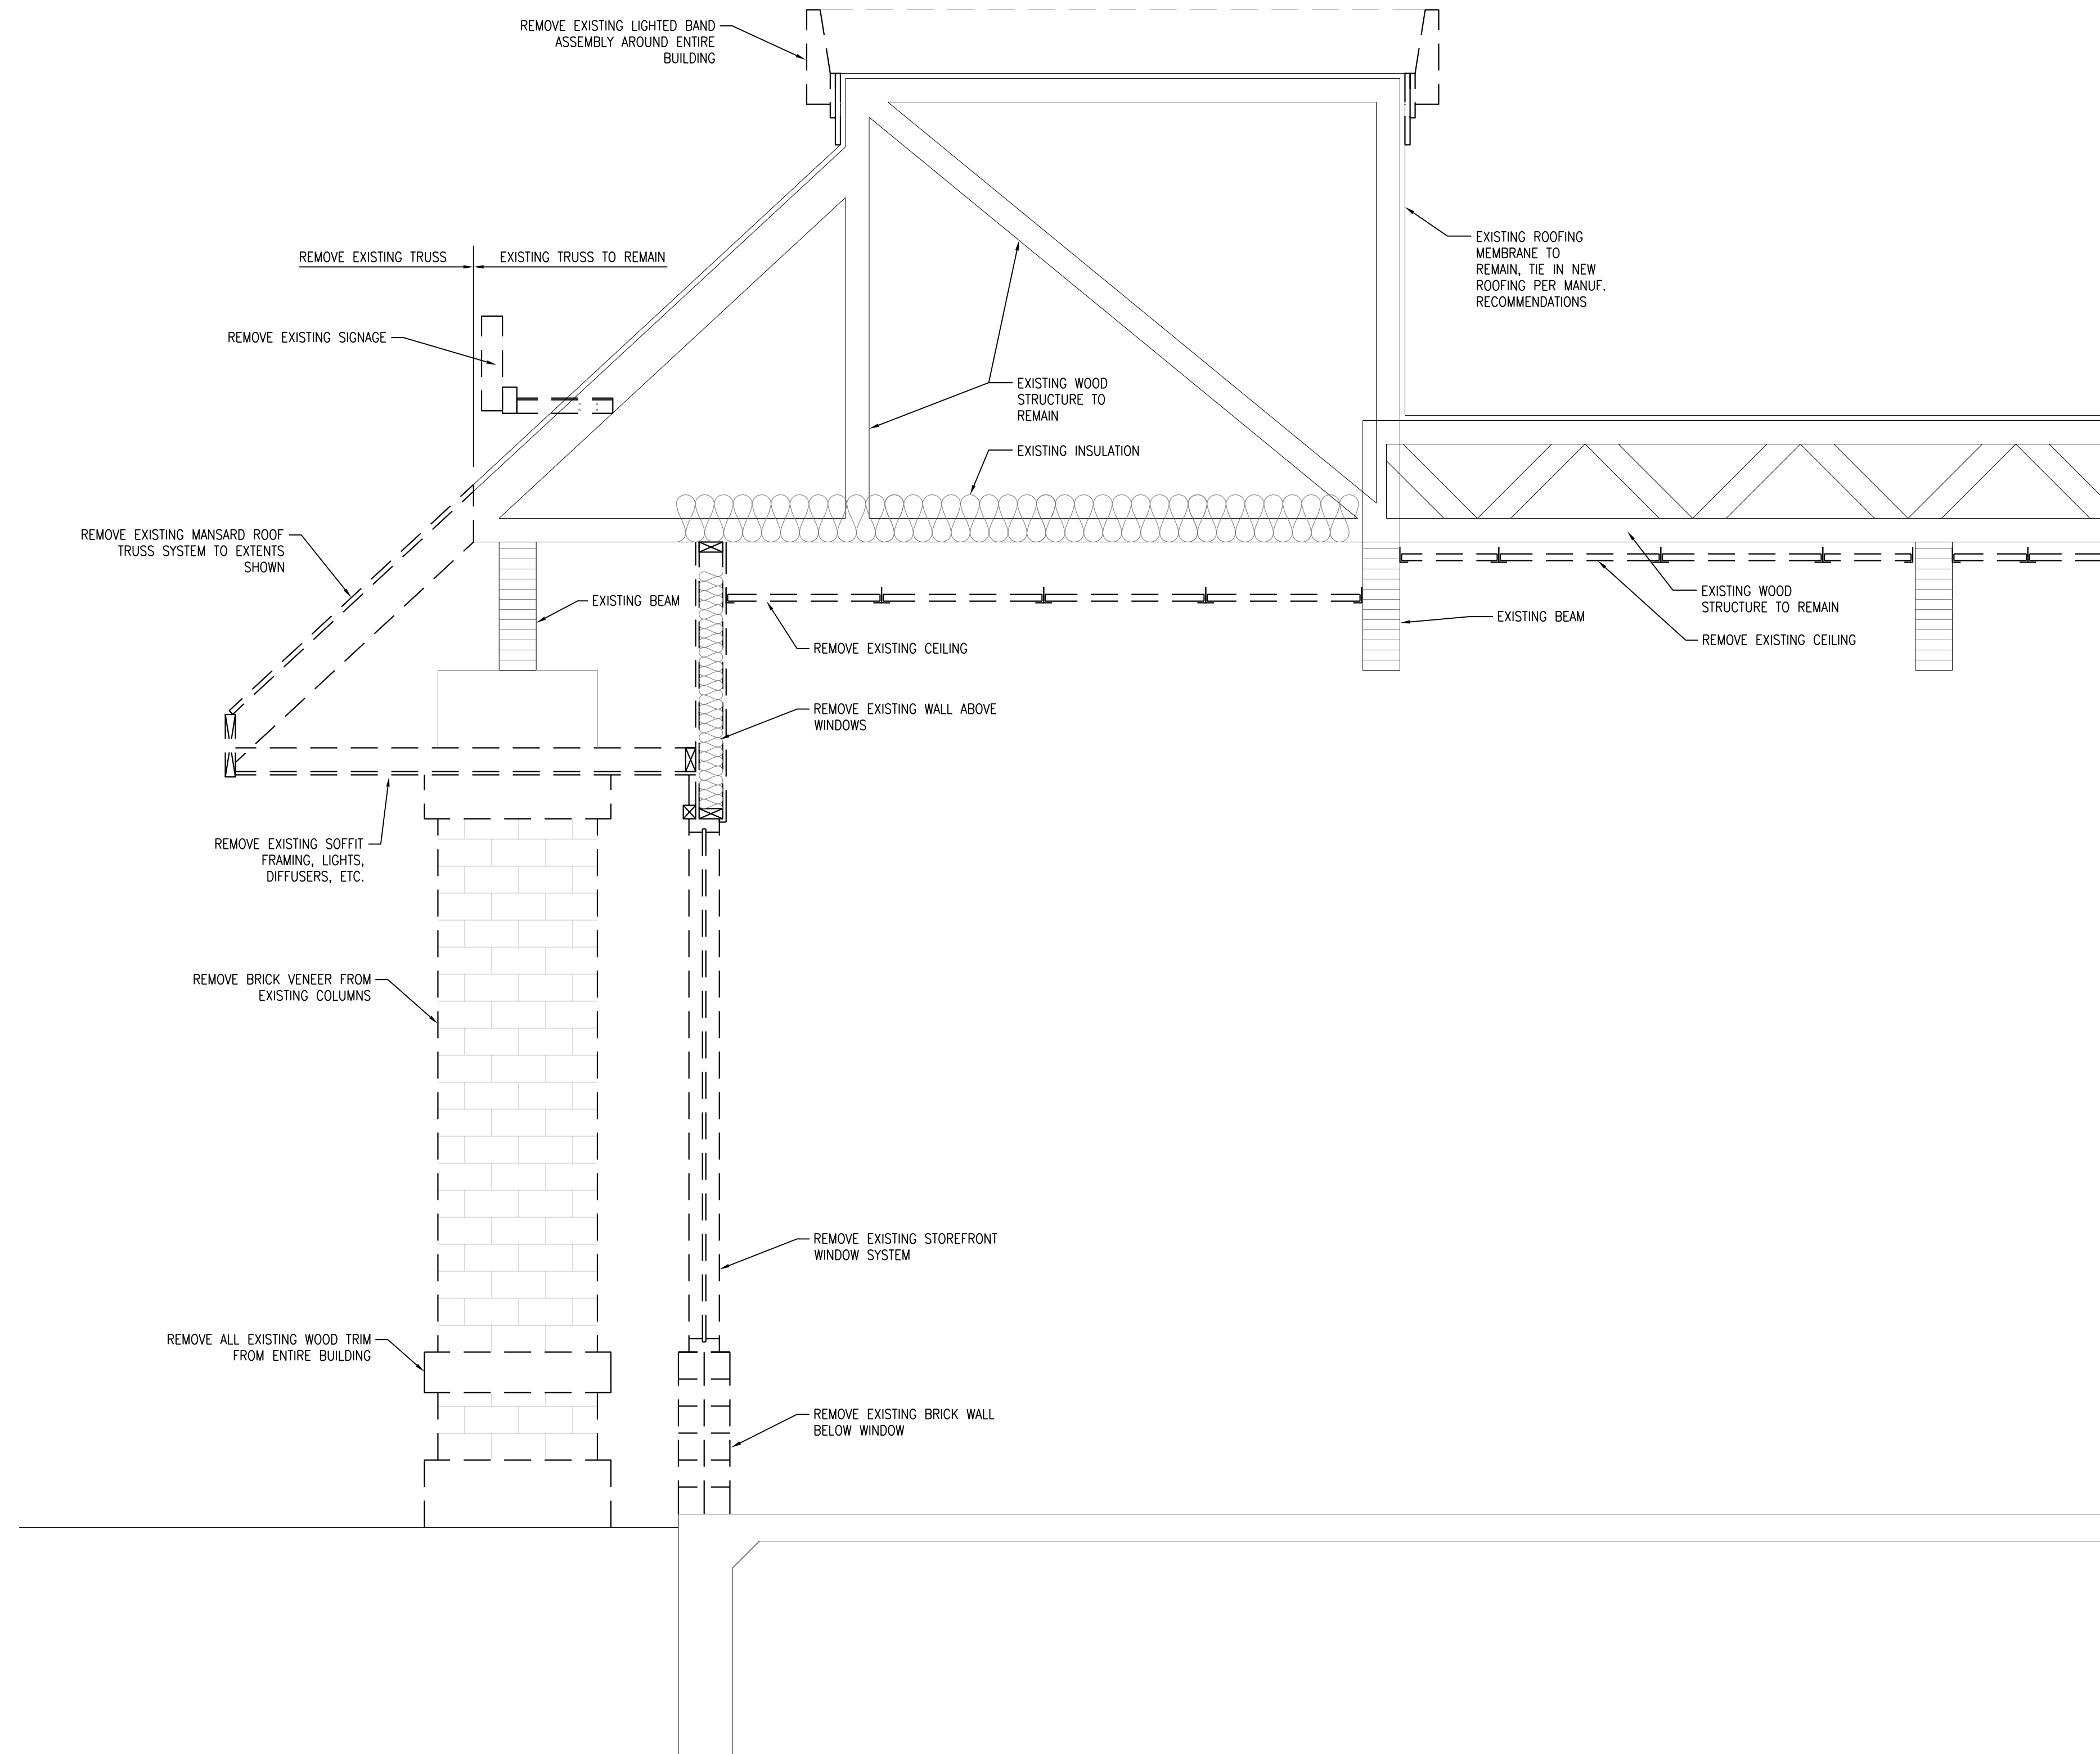 REMOVE EXISTING LIGHTED BAND
ASSEMBLY AROUND ENTIRE
BUILDING
EXISTING ROOFING
MEMBRANE TO
REMAIN, TIE IN NEW
ROOFING PER MANUF.
RECOMMENDATIONS
REMOVE EXISTING TRUSS
EXISTING TRUSS TO REMAIN
REMOVE EXISTING SIGNAGE
EXISTING WOOD
STRUCTURE TO
REMAIN
EXISTING INSULATION
REMOVE EXISTING MANSARD ROOF
TRUSS SYSTEM TO EXTENTS
SHOWN
EXISTING BEAM
EXISTING WOOD
STRUCTURE TO REMAIN
EXISTING BEAM
REMOVE EXISTING CEILING
REMOVE EXISTING CEILING
REMOVE EXISTING WALL ABOVE
WINDOWS
REMOVE EXISTING SOFFIT
FRAMING, LIGHTS,
DIFFUSERS, ETC.
REMOVE BRICK VENEER FROM
EXISTING COLUMNS
REMOVE EXISTING STOREFRONT
WINDOW SYSTEM
REMOVE ALL EXISTING WOOD TRIM
FROM ENTIRE BUILDING
REMOVE EXISTING BRICK WALL
BELOW WINDOW